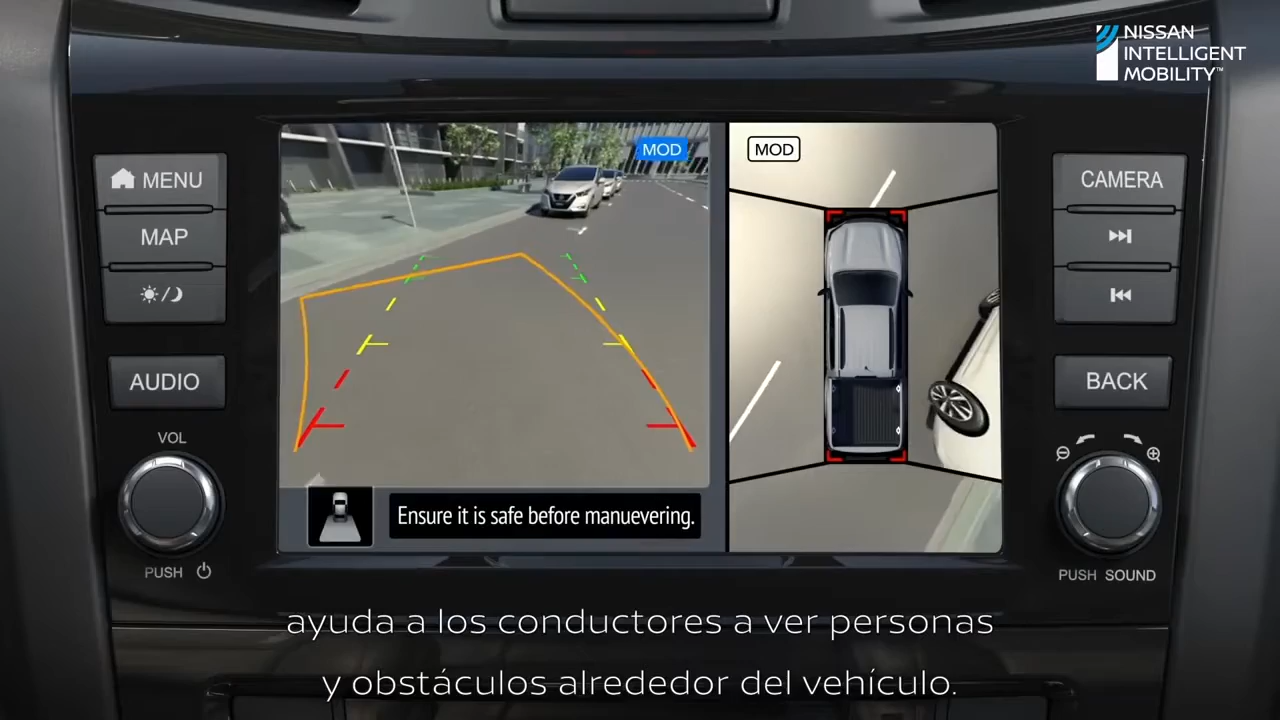 NISSAN
INTELLIGENT
MOBILITY™
MOD
MOD
MENU
CAMERA
MAP
AUDIO
BACK
VOL
Ensure it is safe before manuevering.
PUSH
PUSH SOUND
ayuda a los conductores a ver personas
y obstáculos alrededor del vehículo.